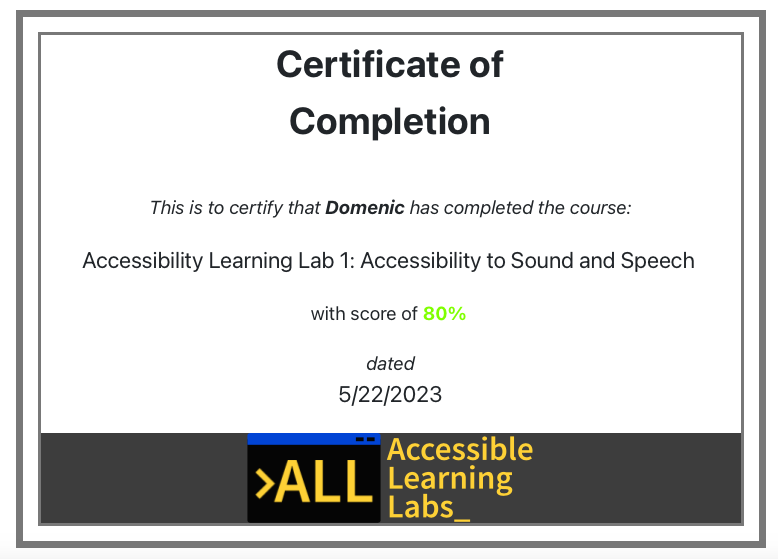 Certificate of
Completion
This is to certify that Domenic has completed the course:
Accessibility Learning Lab 1: Accessibility to Sound and Speech
with score of 80%
dated
5/22/2023
>ALL
Accessible
Learning
Labs_